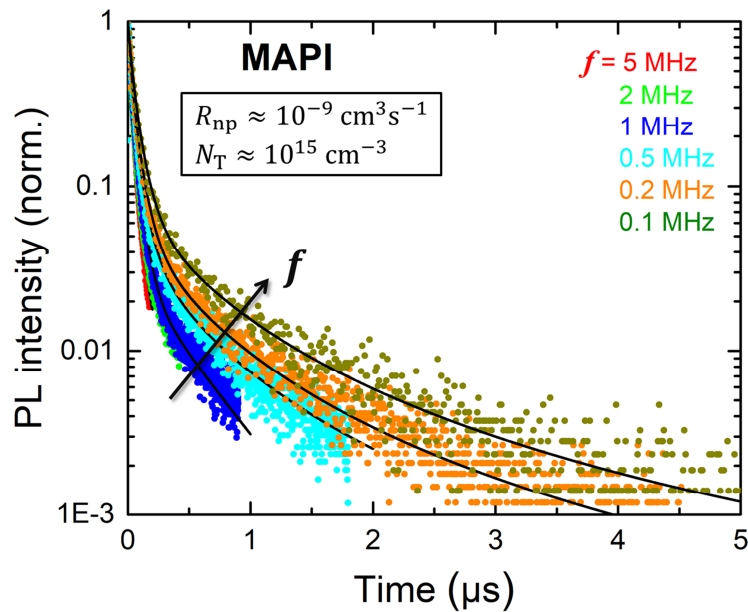 MAPI
R_np ≈ 10^−9 cm^3s^−1
N_T ≈ 10^15 cm^−3
f = 5 MHz
2 MHz
1 MHz
0.5 MHz
0.2 MHz
0.1 MHz
f
PL intensity (norm.)
1
0.1
0.01
1E-3
0 1 2 3 4 5
Time (μs)